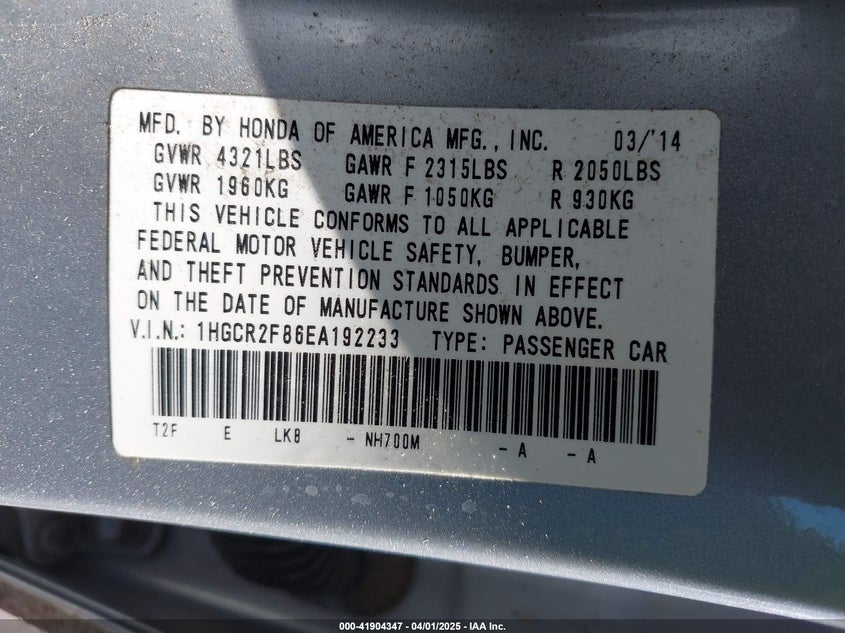 MFD. BY HONDA OF AMERICA MFG., INC. 03/'14
GVWR 4321LBS GAWR F 2315LBS R 2050LBS
GVWR 1960KG GAWR F 1050KG R 930KG
THIS VEHICLE CONFORMS TO ALL APPLICABLE
FEDERAL MOTOR VEHICLE SAFETY, BUMPER,
AND THEFT PREVENTION STANDARDS IN EFFECT
ON THE DATE OF MANUFACTURE SHOWN ABOVE.
V.I.N.: 1HGCR2F86EA192233 TYPE: PASSENGER CAR
T2F E LK8 - NH700M - A - A
000-41904347 / 04/01/2025 - IAA Inc.